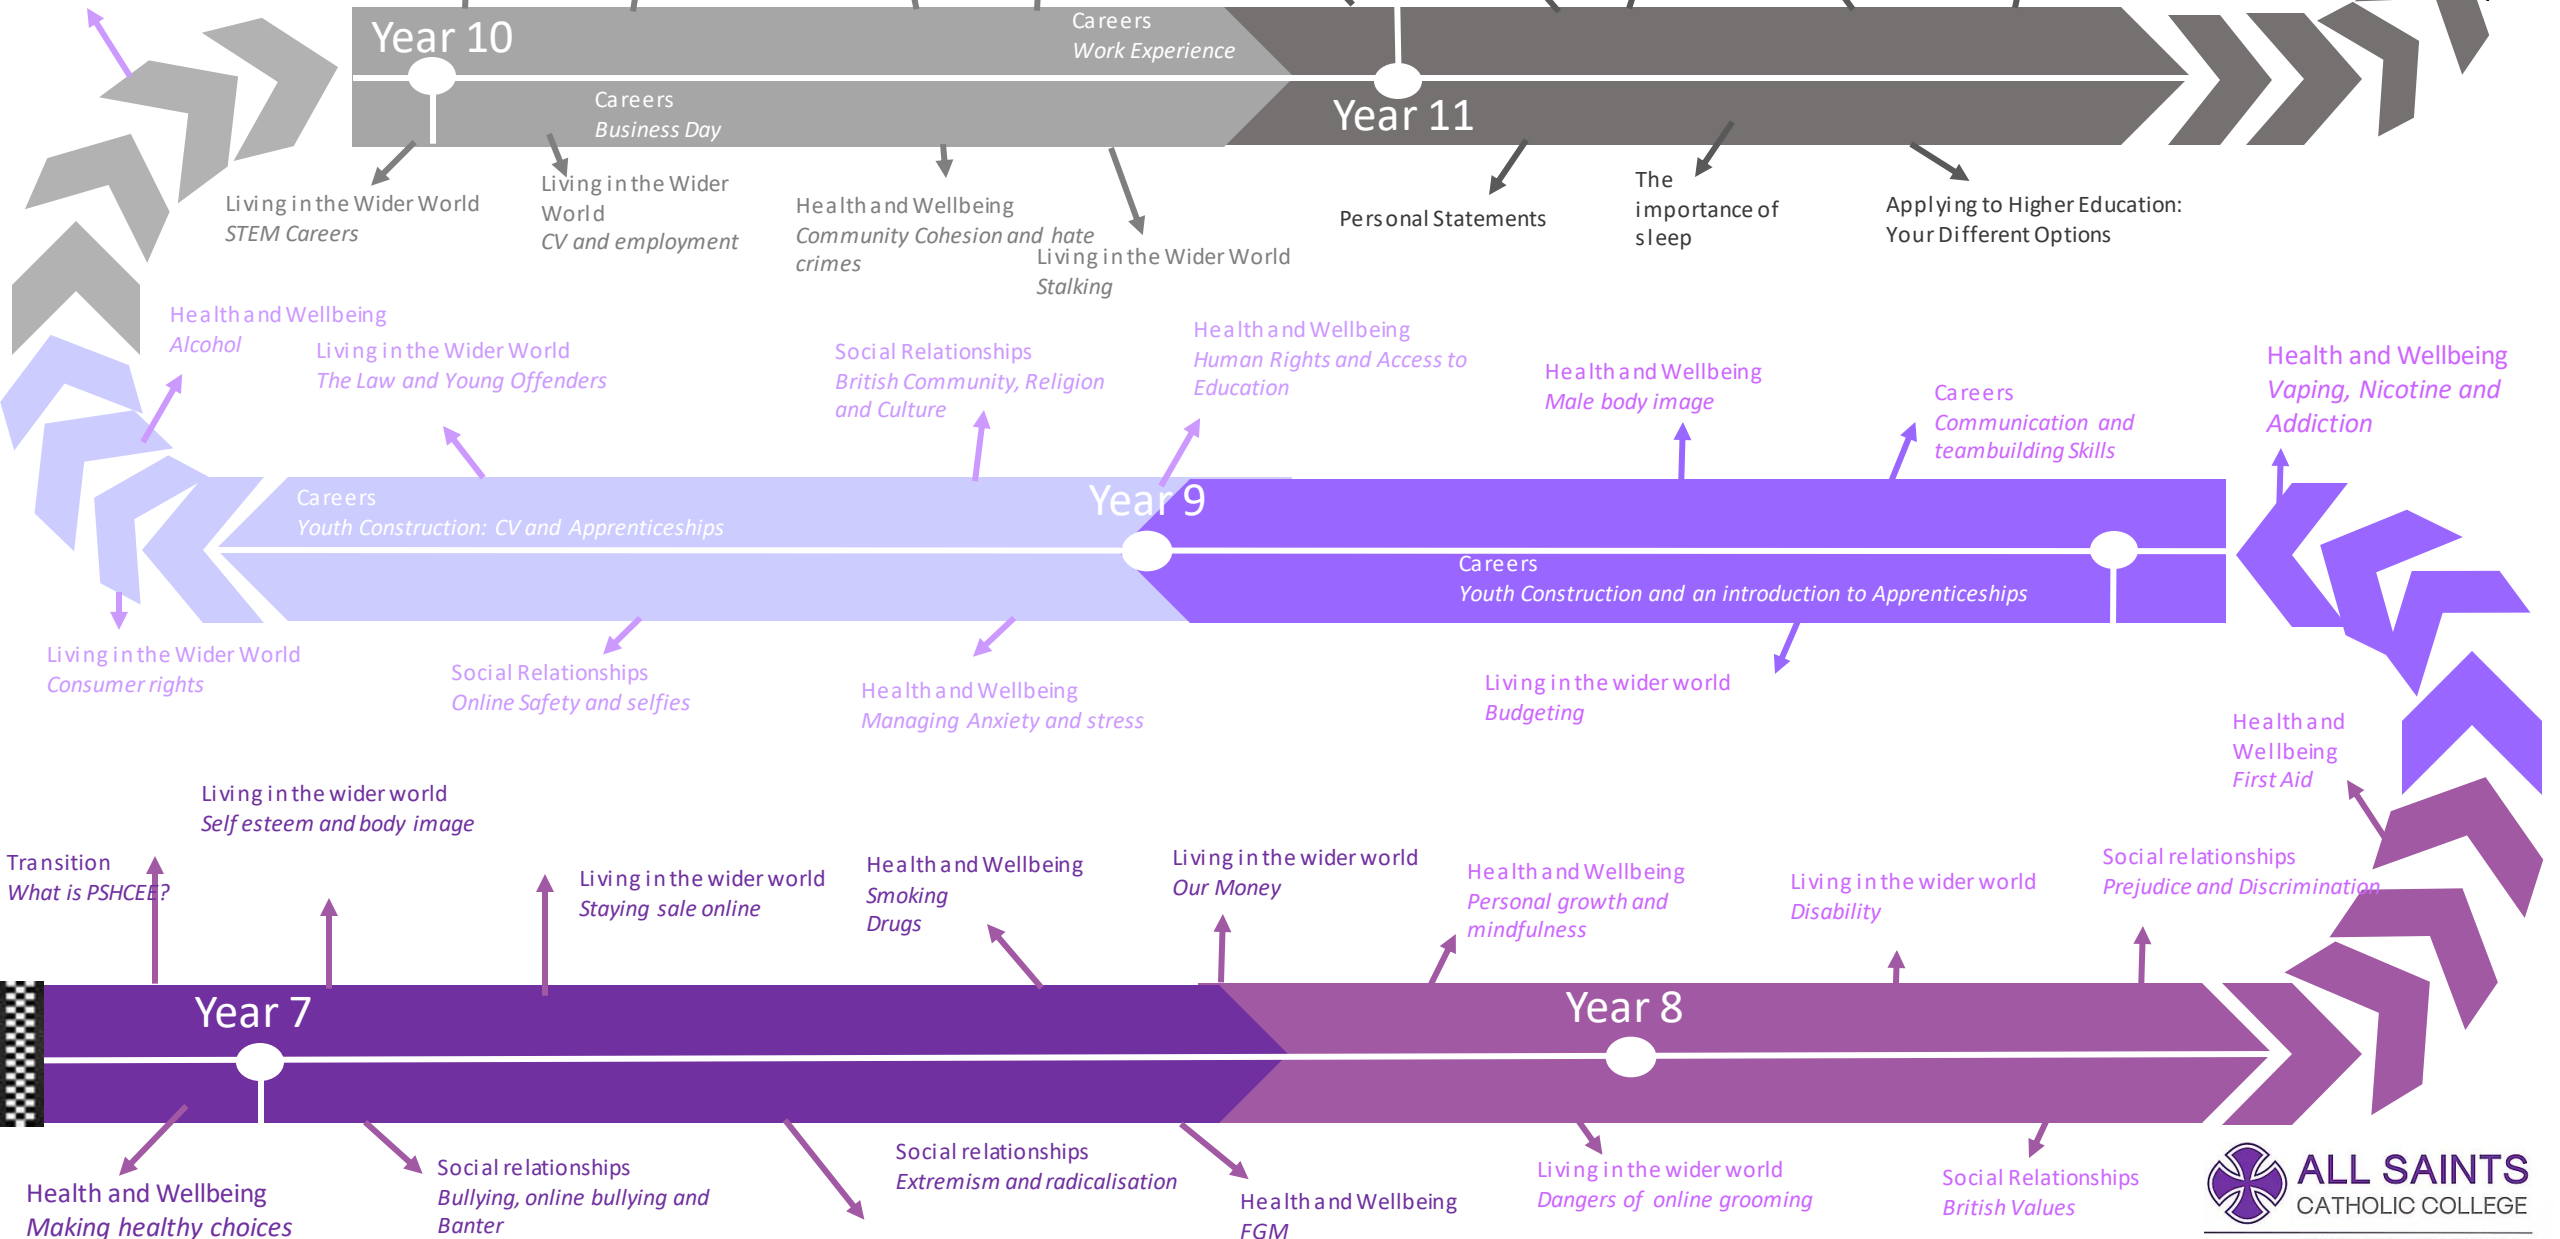 Year 10
Careers
Work Experience
Careers
Business Day
Year 11
Living in the Wider World
STEM Careers
Living in the Wider
World
CV and employment
Health and Wellbeing
Community Cohesion and hate
crimes
Living in the Wider World
Stalking
Personal Statements
The
importance of
sleep
Applying to Higher Education:
Your Different Options
Health and Wellbeing
Alcohol
Living in the Wider World
The Law and Young Offenders
Social Relationships
British Community, Religion
and Culture
Health and Wellbeing
Human Rights and Access to
Education
Health and Wellbeing
Male body image
Careers
Communication and
teambuilding Skills
Health and Wellbeing
Vaping, Nicotine and
Addiction
Careers
Youth Construction: CV and Apprenticeships
Year 9
Careers
Youth Construction and an introduction to Apprenticeships
Living in the Wider World
Consumer rights
Social Relationships
Online Safety and selfies
Health and Wellbeing
Managing Anxiety and stress
Living in the wider world
Budgeting
Health and
Wellbeing
First Aid
Transition
What is PSHCEE?
Living in the wider world
Self esteem and body image
Living in the wider world
Staying sale online
Health and Wellbeing
Smoking
Drugs
Living in the wider world
Our Money
Health and Wellbeing
Personal growth and
mindfulness
Living in the wider world
Disability
Social relationships
Prejudice and Discrimination
Year 7
Year 8
Health and Wellbeing
Making healthy choices
Social relationships
Bullying, online bullying and
Banter
Social relationships
Extremism and radicalisation
Health and Wellbeing
FGM
Living in the wider world
Dangers of online grooming
Social Relationships
British Values
ALL SAINTS
CATHOLIC COLLEGE